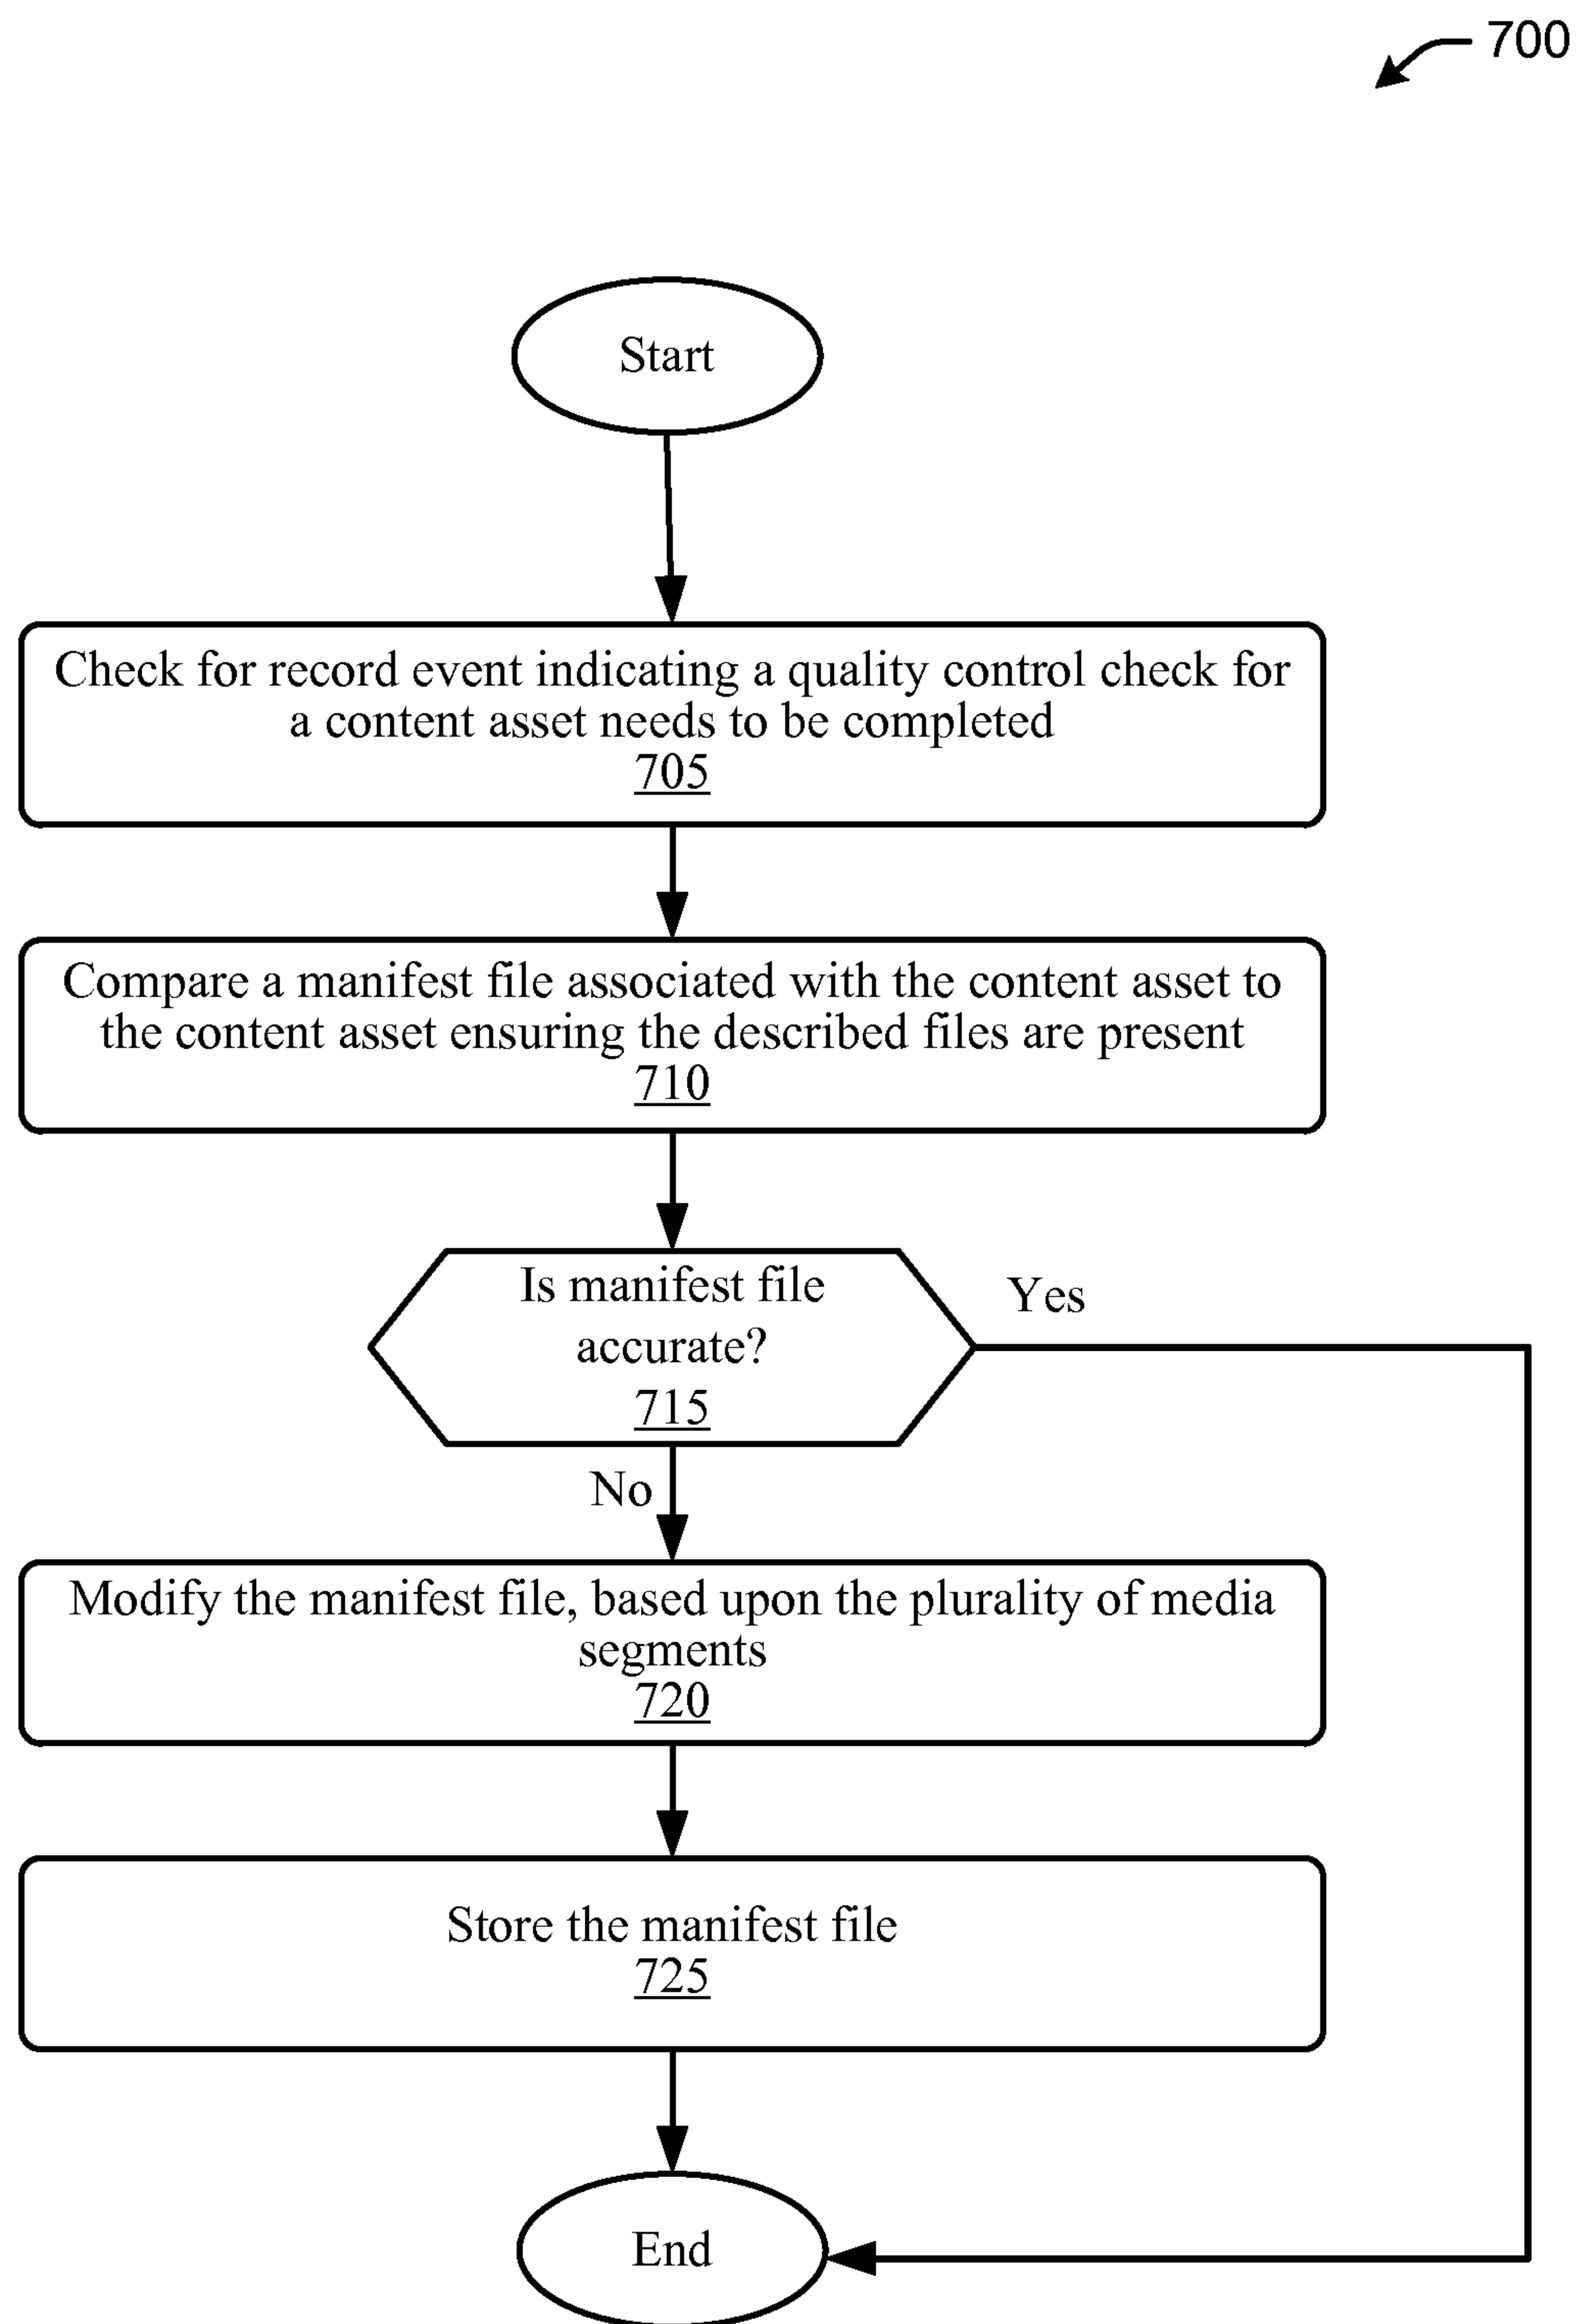 700
Start
Check for record event indicating a quality control check for
a content asset needs to be completed
705
Compare a manifest file associated with the content asset to
the content asset ensuring the described files are present
710
Is manifest file
accurate?
715
Yes
No
Modify the manifest file, based upon the plurality of media
segments
720
Store the manifest file
725
End